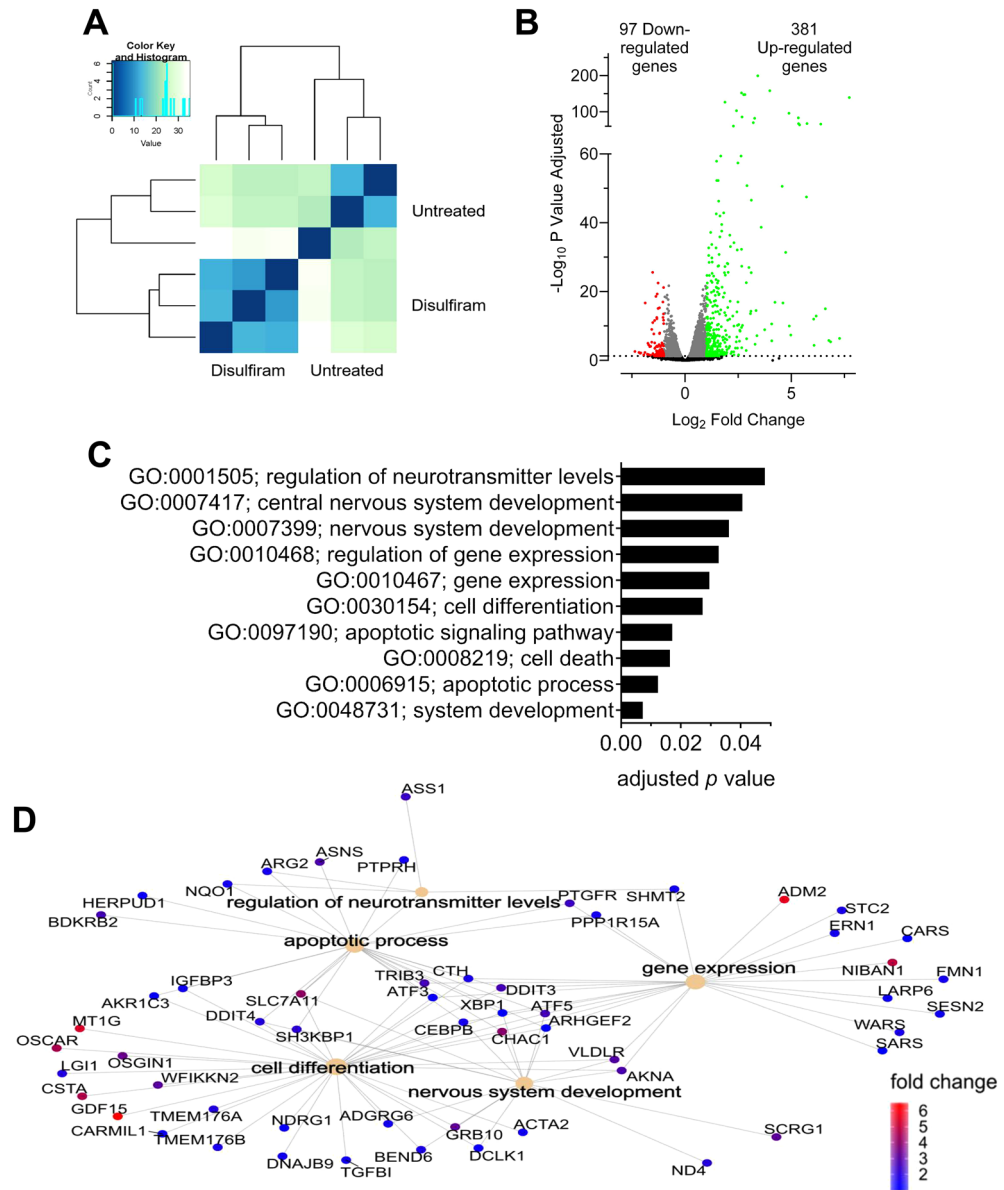 A
Color Key
and Histogram
Count
0 2 4 6
0 10 20 30
Value
Untreated
Disulfiram
Disulfiram Untreated
B
97 Down-
regulated
genes
381
Up-regulated
genes
-Log10 P Value Adjusted
200
100
60
40
20
0
0 5
Log2 Fold Change
C
GO:0001505; regulation of neurotransmitter levels
GO:0007417; central nervous system development
GO:0007399; nervous system development
GO:0010468; regulation of gene expression
GO:0010467; gene expression
GO:0030154; cell differentiation
GO:0097190; apoptotic signaling pathway
GO:0008219; cell death
GO:0006915; apoptotic process
GO:0048731; system development
0.00 0.02 0.04
adjusted p value
D
ASS1
ASNS
ARG2
PTPRH
NQO1
HERPUD1
BDKRB2
regulation of neurotransmitter levels
PTGFR
SHMT2
PPP1R15A
ADM2
STC2
ERN1
CARS
apoptotic process
gene expression
NIBAN1
FMN1
TRIB3
CTH
IGFBP3
AKR1C3
SLC7A11
ATF3
DDIT3
LARP6
SESN2
MT1G
DDIT4
XBP1
ATF5
CEBPB
ARHGEF2
SH3KBP1
CHAC1
WARS
SARS
OSCAR
OSGIN1
LGI1
cell differentiation
VLDLR
AKNA
WFIKKN2
CSTA
nervous system development
GDF15
TMEM176A
CARMIL1
TMEM176B
NDRG1
ADGRG6
GRB10
ACTA2
SCRG1
DNAJB9
TGFBI
BEND6
DCLK1
ND4
fold change
6
5
4
3
2